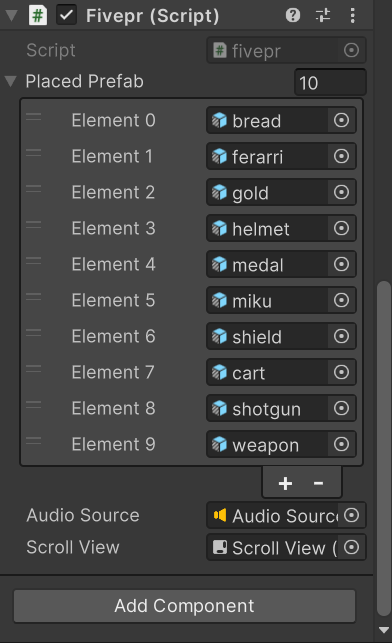 Fivepr (Script)
Script fivepr
Placed Prefab 10
Element 0 bread
Element 1 ferarri
Element 2 gold
Element 3 helmet
Element 4 medal
Element 5 miku
Element 6 shield
Element 7 cart
Element 8 shotgun
Element 9 weapon
+ -
Audio Source Audio Sourc
Scroll View Scroll View (
Add Component